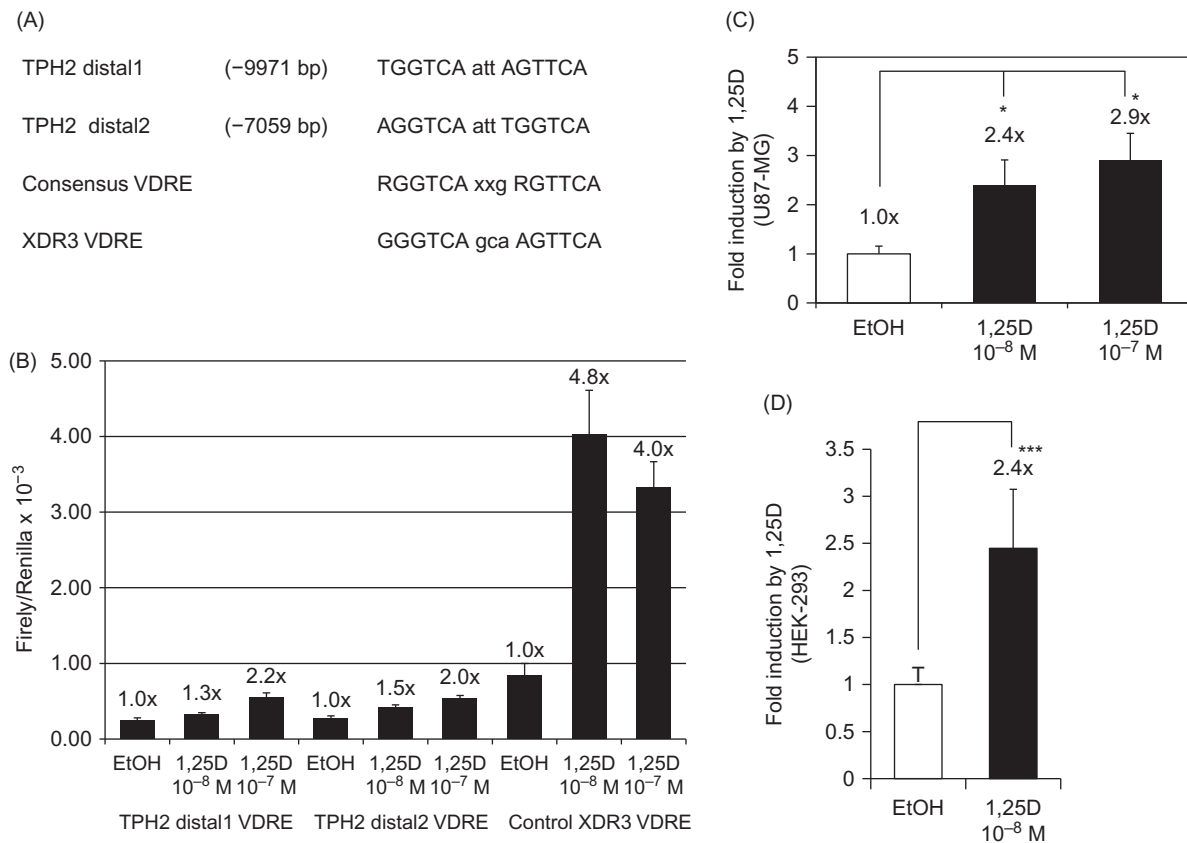 (A)
TPH2 distal1 (−9971 bp) TGGTCA att AGTTCA
TPH2 distal2 (−7059 bp) AGGTCA att TGGTCA
Consensus VDRE RGGTCA xxg RGTTCA
XDR3 VDRE GGGTCA gca AGTTCA
(B)
Firely/Renilla x 10⁻³
5.00
4.00
3.00
2.00
1.00
0.00
1.0x 1.3x 2.2x 1.0x 1.5x 2.0x 1.0x 4.8x 4.0x
EtOH 1,25D 1,25D EtOH 1,25D 1,25D EtOH 1,25D 1,25D
10⁻⁸ M 10⁻⁷ M 10⁻⁸ M 10⁻⁷ M 10⁻⁸ M 10⁻⁷ M
TPH2 distal1 VDRE TPH2 distal2 VDRE Control XDR3 VDRE
(C)
Fold induction by 1,25D
(U87-MG)
5
4
3
2
1
0
* *
1.0x 2.4x 2.9x
EtOH 1,25D 1,25D
10⁻⁸ M 10⁻⁷ M
(D)
Fold induction by 1,25D
(HEK-293)
3.5
3
2.5
2
1.5
1
0.5
0
***
2.4x
EtOH 1,25D
10⁻⁸ M